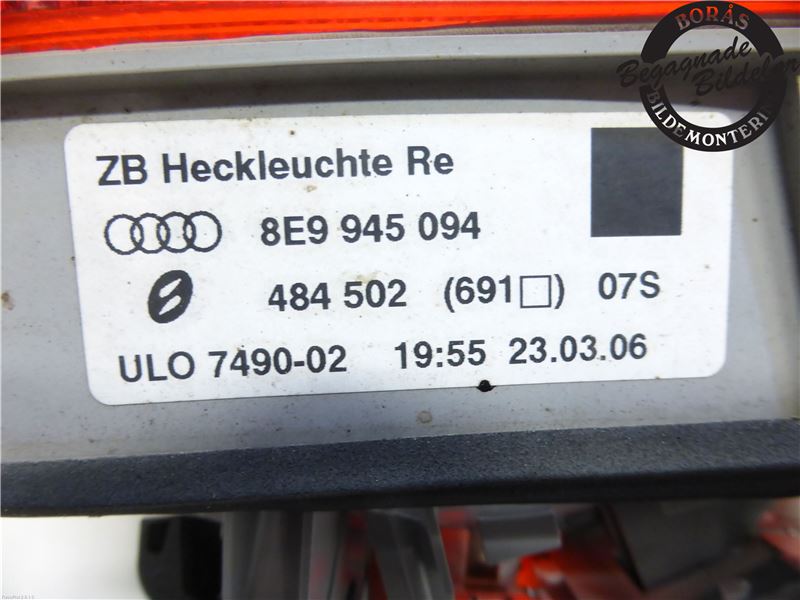 BORÅS
Begagnade
Bildelar
BILDEMONTERING
ZB Heckleuchte Re
8E9 945 094
484 502 (691□) 07S
ULO 7490-02 19:55 23.03.06